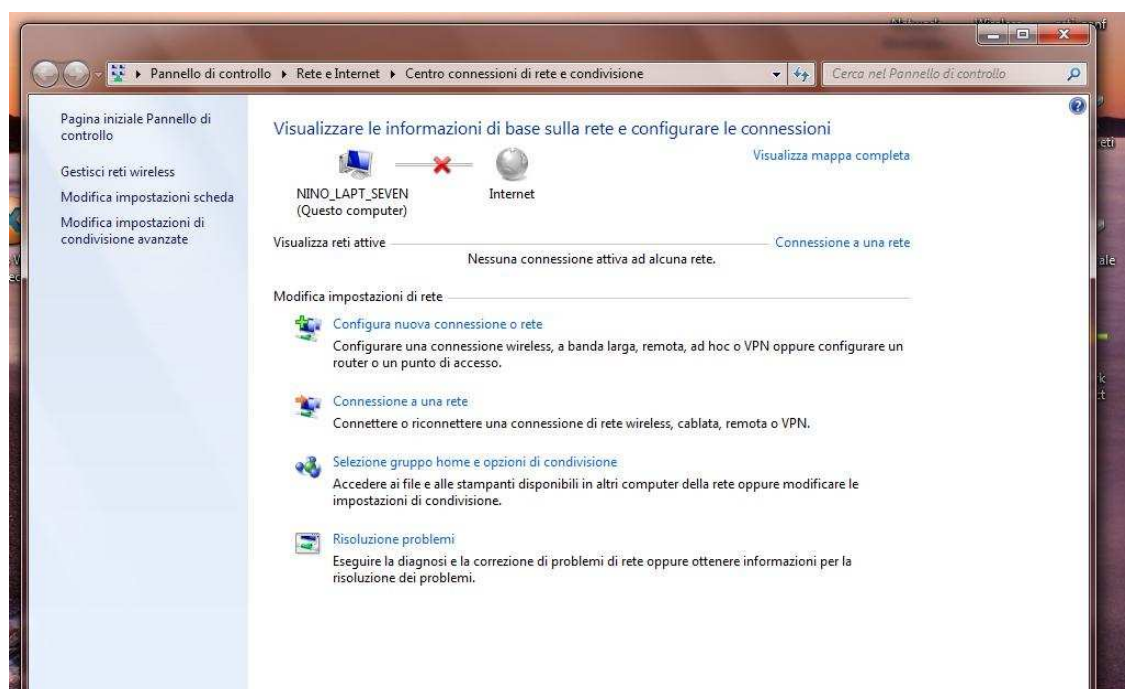 Pannello di controllo ▸ Rete e Internet ▸ Centro connessioni di rete e condivisione
Cerca nel Pannello di controllo
Pagina iniziale Pannello di
controllo
Gestisci reti wireless
Modifica impostazioni scheda
Modifica impostazioni di
condivisione avanzate
Visualizzare le informazioni di base sulla rete e configurare le connessioni
Visualizza mappa completa
NINO_LAPT_SEVEN
(Questo computer)
Internet
Visualizza reti attive
Connessione a una rete
Nessuna connessione attiva ad alcuna rete.
Modifica impostazioni di rete
Configura nuova connessione o rete
Configurare una connessione wireless, a banda larga, remota, ad hoc o VPN oppure configurare un
router o un punto di accesso.
Connessione a una rete
Connettere o riconnettere una connessione di rete wireless, cablata, remota o VPN.
Selezione gruppo home e opzioni di condivisione
Accedere ai file e alle stampanti disponibili in altri computer della rete oppure modificare le
impostazioni di condivisione.
Risoluzione problemi
Eseguire la diagnosi e la correzione di problemi di rete oppure ottenere informazioni per la
risoluzione dei problemi.